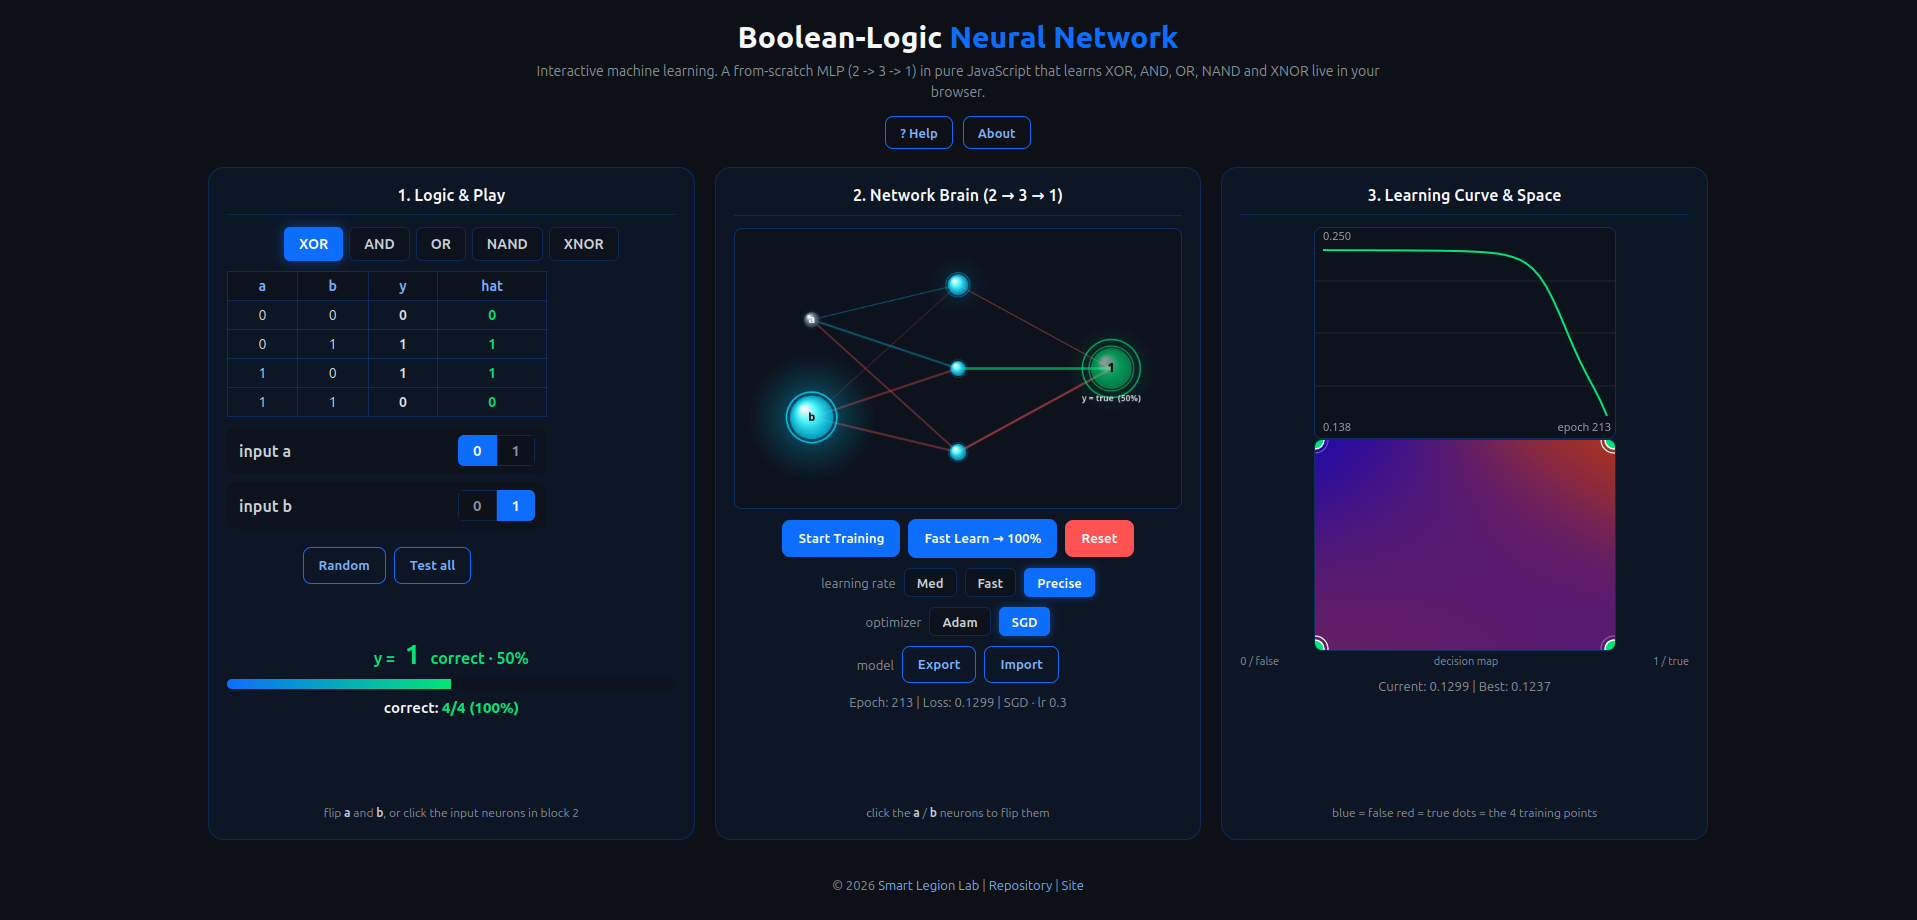 Boolean-Logic Neural Network
Interactive machine learning. A from-scratch MLP (2 -> 3 -> 1) in pure JavaScript that learns XOR, AND, OR, NAND and XNOR live in your
browser.
? Help About
1. Logic & Play
XOR AND OR NAND XNOR
a b y hat
0 0 0 0
0 1 1 1
1 0 1 1
1 1 0 0
input a 0 1
input b 0 1
Random Test all
y = 1 correct · 50%
correct: 4/4 (100%)
flip a and b, or click the input neurons in block 2
2. Network Brain (2 → 3 → 1)
a
b
1
y = true (50%)
Start Training Fast Learn → 100% Reset
learning rate Med Fast Precise
optimizer Adam SGD
model Export Import
Epoch: 213 | Loss: 0.1299 | SGD · lr 0.3
click the a / b neurons to flip them
3. Learning Curve & Space
0.250
0.138 epoch 213
0 / false decision map 1 / true
Current: 0.1299 | Best: 0.1237
blue = false red = true dots = the 4 training points
© 2026 Smart Legion Lab | Repository | Site